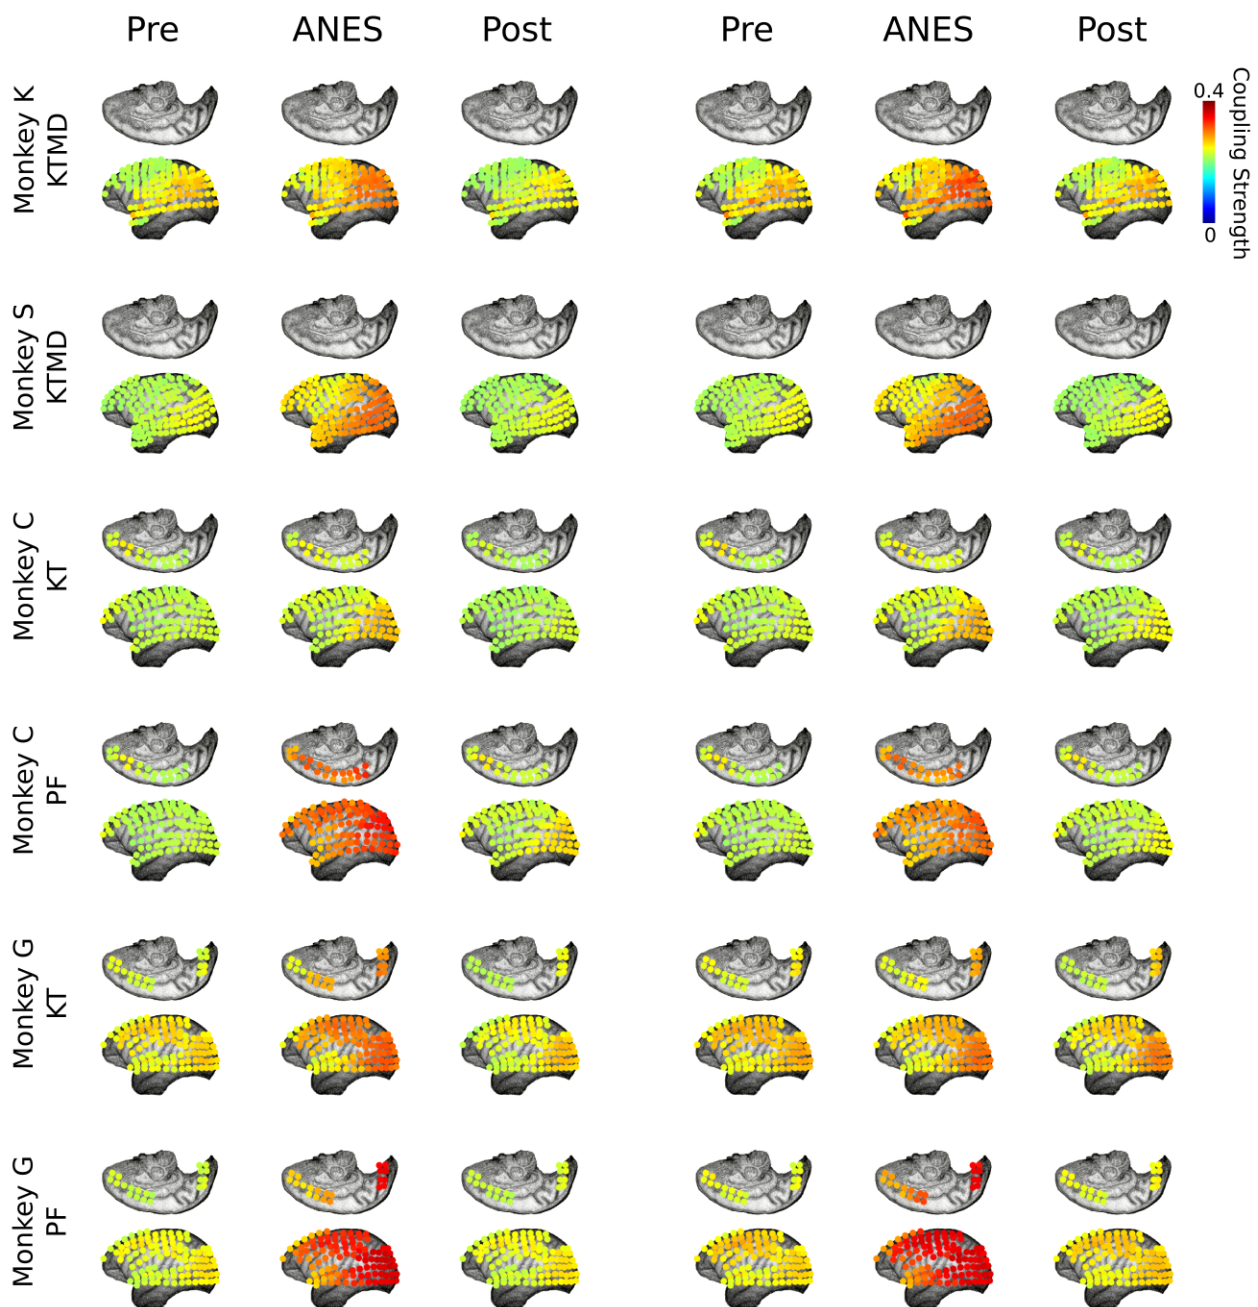 Pre ANES Post Pre ANES Post
Monkey K
KTMD
0.4
0
Coupling Strength
Monkey S
KTMD
Monkey C
KT
Monkey C
PF
Monkey G
KT
Monkey G
PF